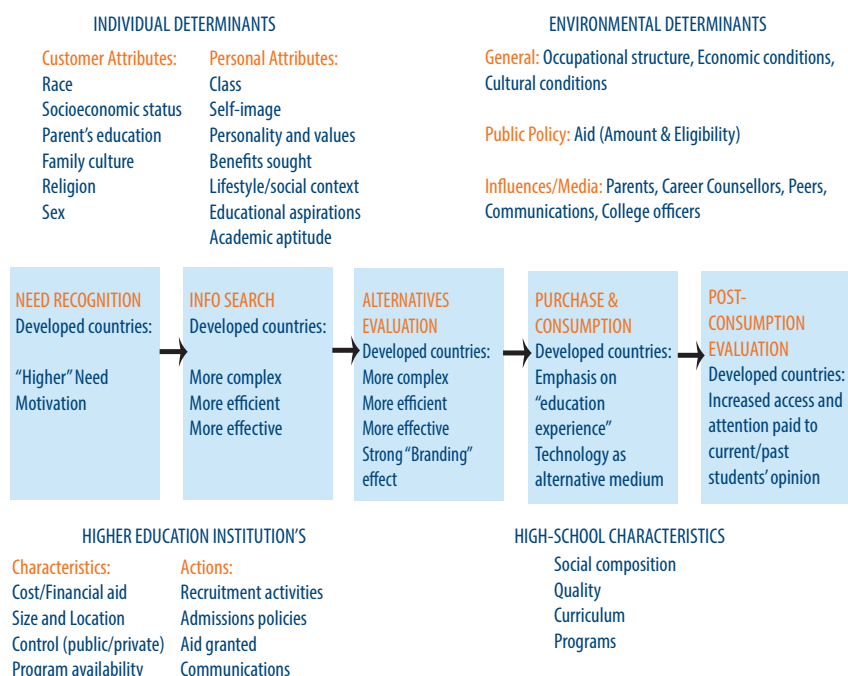 INDIVIDUAL DETERMINANTS
Customer Attributes:
Race
Socioeconomic status
Parent's education
Family culture
Religion
Sex
Personal Attributes:
Class
Self-image
Personality and values
Benefits sought
Lifestyle/social context
Educational aspirations
Academic aptitude
ENVIRONMENTAL DETERMINANTS
General: Occupational structure, Economic conditions,
Cultural conditions
Public Policy: Aid (Amount & Eligibility)
Influences/Media: Parents, Career Counsellors, Peers,
Communications, College officers
NEED RECOGNITION
Developed countries:
“Higher” Need
Motivation
INFO SEARCH
Developed countries:
More complex
More efficient
More effective
ALTERNATIVES
EVALUATION
Developed countries:
More complex
More efficient
More effective
Strong “Branding”
effect
PURCHASE &
CONSUMPTION
Developed countries:
Emphasis on
“education
experience”
Technology as
alternative medium
POST-
CONSUMPTION
EVALUATION
Developed countries:
Increased access and
attention paid to
current/past
students’ opinion
HIGHER EDUCATION INSTITUTION'S
Characteristics:
Cost/Financial aid
Size and Location
Control (public/private)
Program availability
Actions:
Recruitment activities
Admissions policies
Aid granted
Communications
HIGH-SCHOOL CHARACTERISTICS
Social composition
Quality
Curriculum
Programs